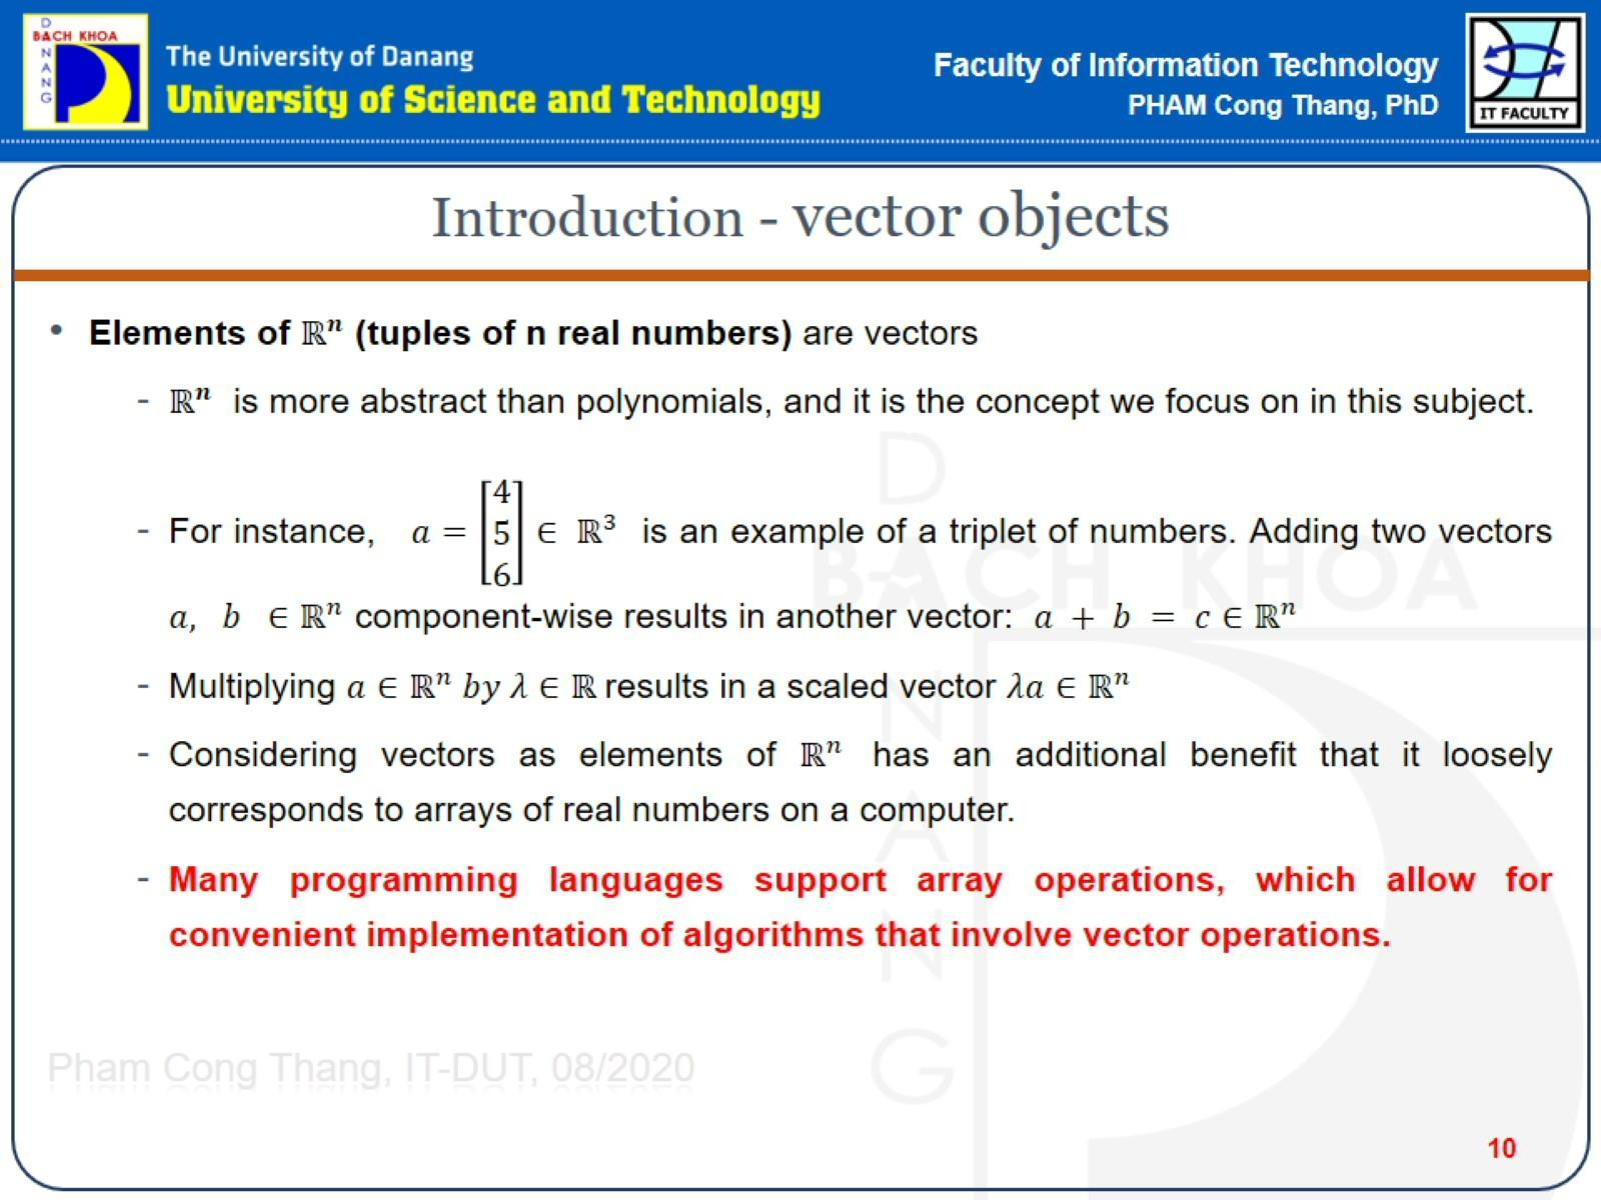 D
BACH KHOA
N
A
N
G
The University of Danang
University of Science and Technology
Faculty of Information Technology
PHAM Cong Thang, PhD
IT FACULTY
Introduction - vector objects
• Elements of ℝⁿ (tuples of n real numbers) are vectors
- ℝⁿ is more abstract than polynomials, and it is the concept we focus on in this subject.
- For instance, a = [4 5 6] ∈ ℝ³ is an example of a triplet of numbers. Adding two vectors
a, b ∈ ℝⁿ component-wise results in another vector: a + b = c ∈ ℝⁿ
- Multiplying a ∈ ℝⁿ by λ ∈ ℝ results in a scaled vector λa ∈ ℝⁿ
- Considering vectors as elements of ℝⁿ has an additional benefit that it loosely
corresponds to arrays of real numbers on a computer.
- Many programming languages support array operations, which allow for
convenient implementation of algorithms that involve vector operations.
D
BACH KHOA
N
A
N
G
Pham Cong Thang, IT-DUT, 08/2020
10